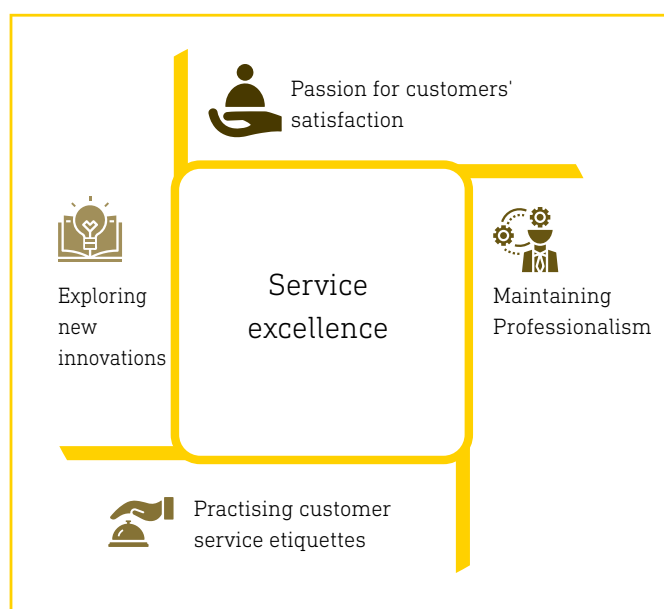 Passion for customers'
satisfaction
Exploring
new
innovations
Service
excellence
Maintaining
Professionalism
Practising customer
service etiquettes